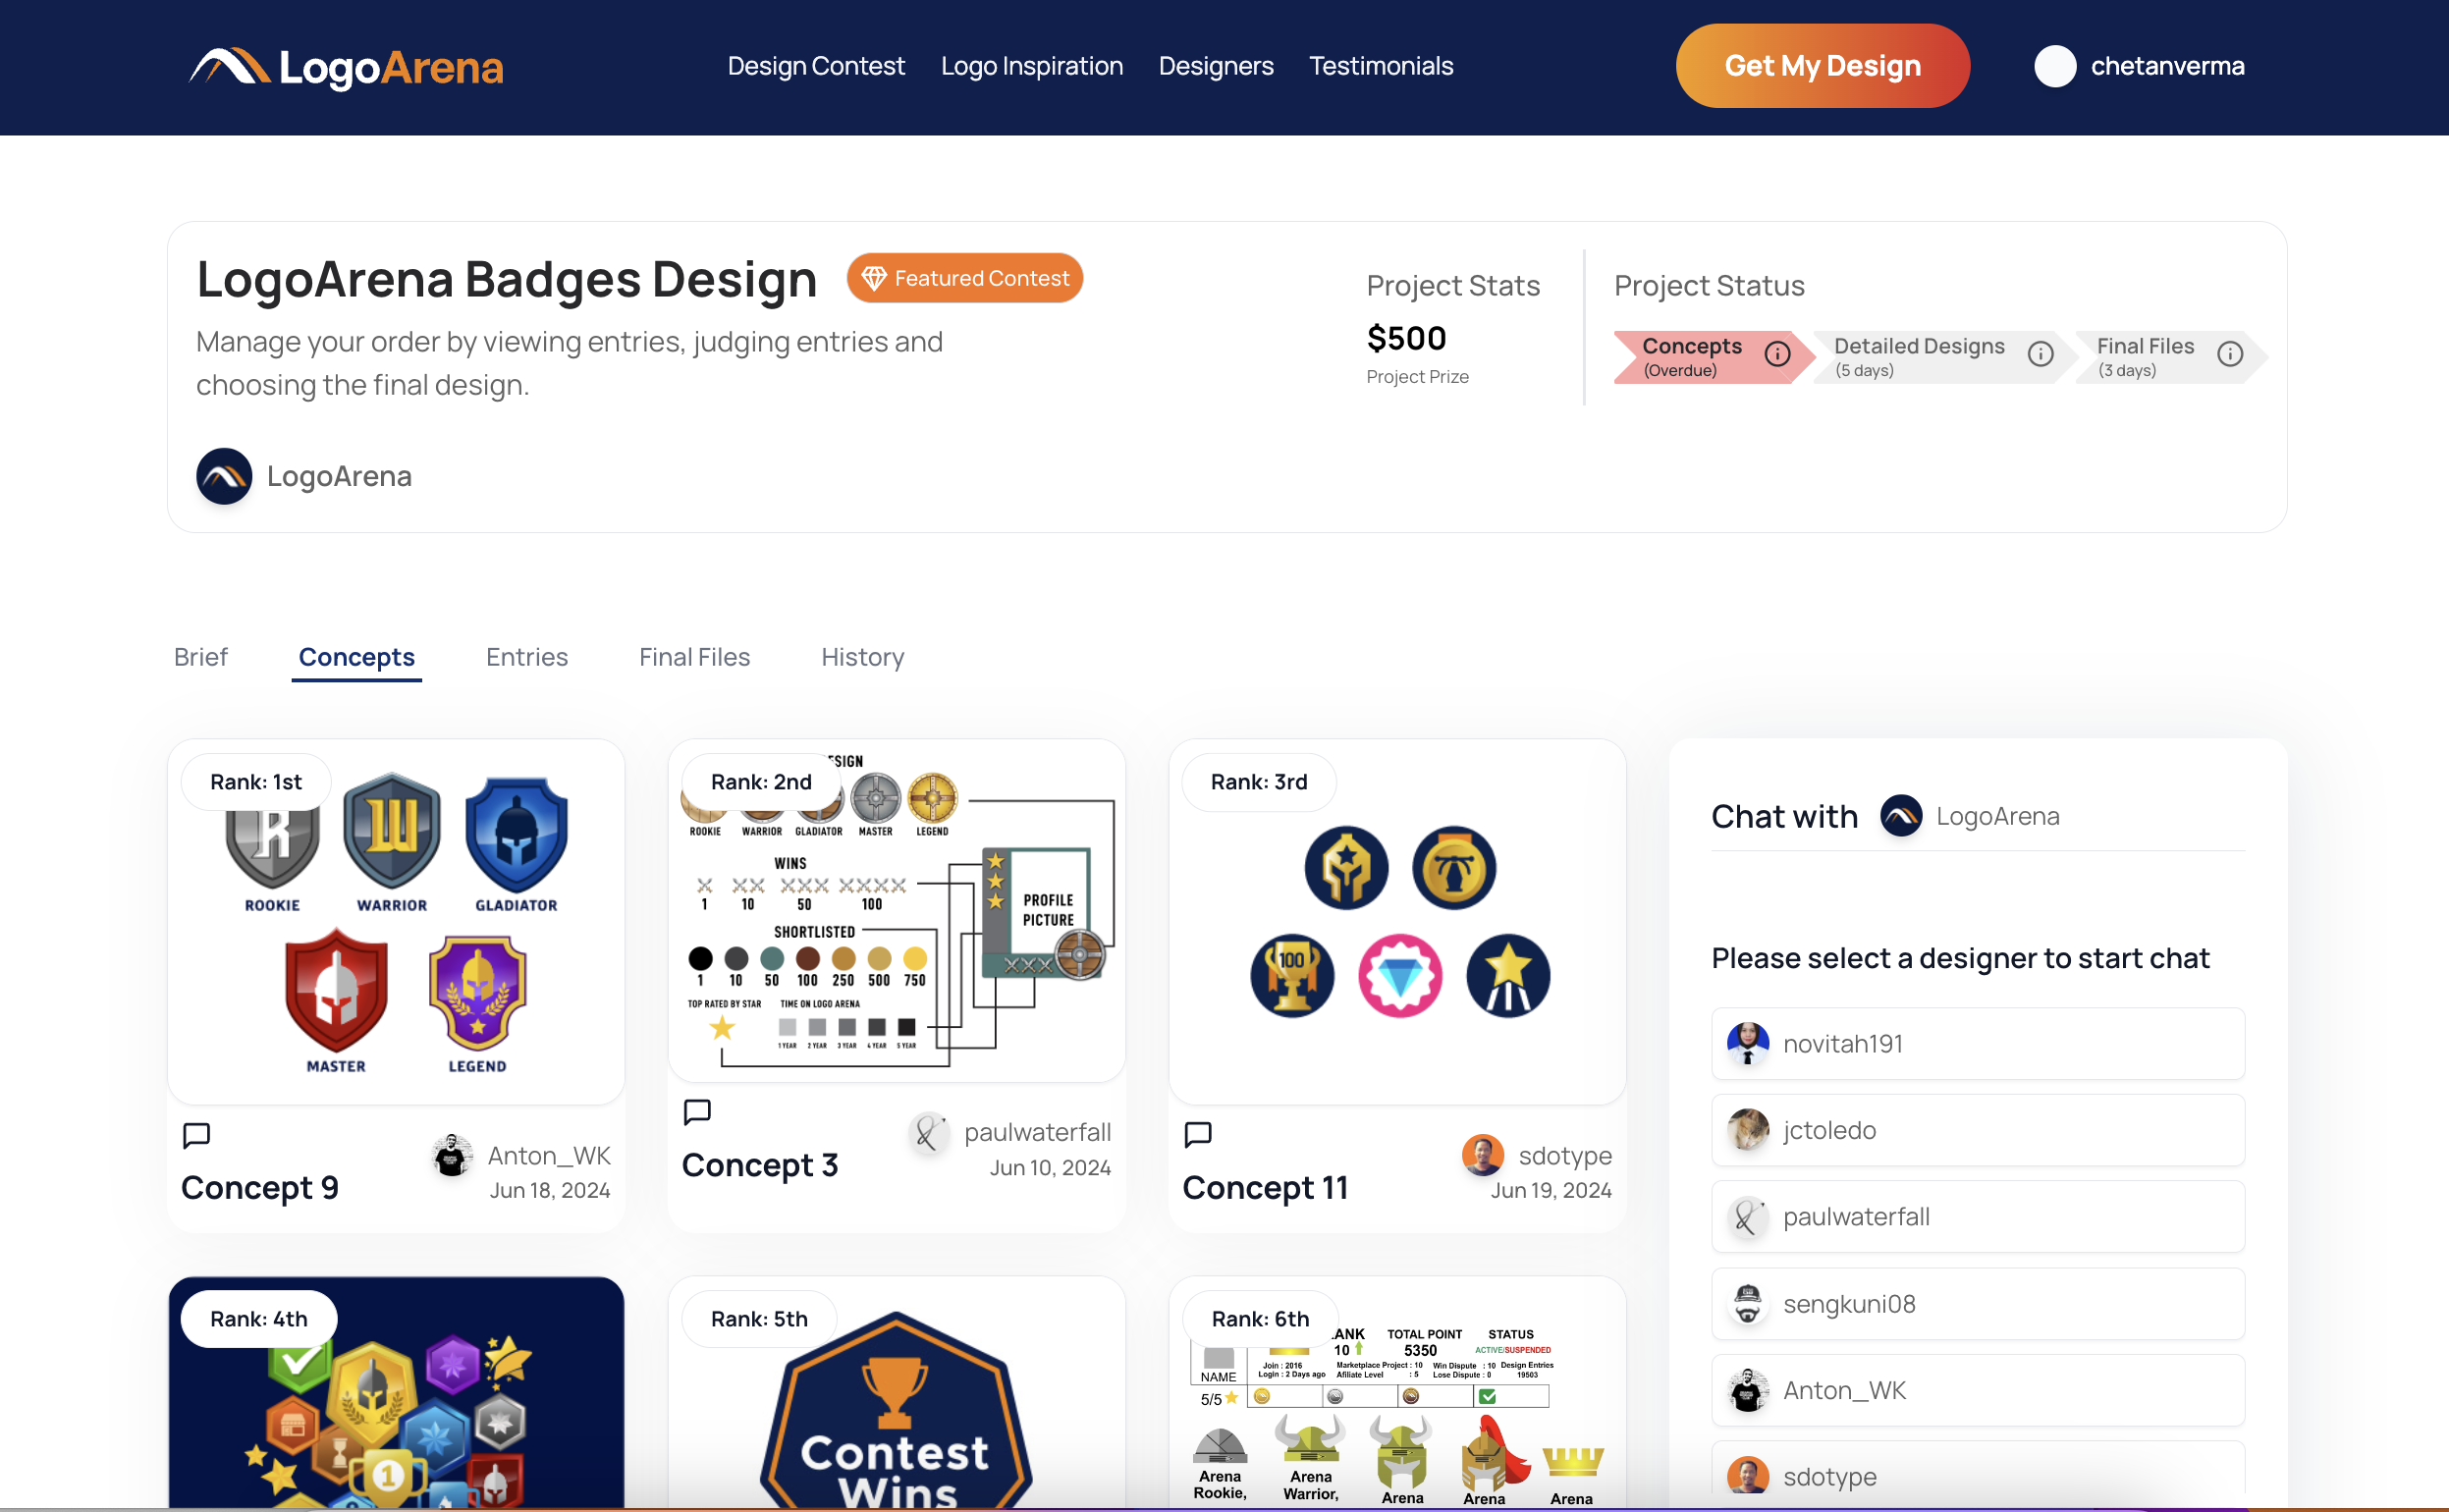 LogoArena
Design Contest
Logo Inspiration
Designers
Testimonials
Get My Design
chetanverma
LogoArena Badges Design
Featured Contest
Manage your order by viewing entries, judging entries and
choosing the final design.
LogoArena
Project Stats
$500
Project Prize
Project Status
Concepts
(Overdue)
Detailed Designs
(5 days)
Final Files
(3 days)
Brief
Concepts
Entries
Final Files
History
Rank: 1st
R
W
ROOKIE
WARRIOR
GLADIATOR
MASTER
LEGEND
Concept 9
Anton_WK
Jun 18, 2024
Rank: 2nd
ROOKIE WARRIOR GLADIATOR MASTER LEGEND
WINS
1 10 50 100
SHORTLISTED
1 10 50 100 250 500 750
TOP RATED BY STAR
TIME ON LOGO ARENA
1 YEAR 2 YEAR 3 YEAR 4 YEAR 5 YEAR
PROFILE
PICTURE
Concept 3
paulwaterfall
Jun 10, 2024
Rank: 3rd
100
Concept 11
sdotype
Jun 19, 2024
Rank: 4th
1
Rank: 5th
Contest
Wins
Rank: 6th
TOTAL POINT STATUS
10 5350 ACTIVE/SUSPENDED
Join : 2016 Marketplace Project : 10 Win Dispute : 10 Design Entries
NAME Login : 2 Days ago Afiliate Level : 5 Lose Dispute : 0 19503
5/5
Arena
Rookie,
Arena
Warrior,
Arena
Arena
Arena
Chat with LogoArena
Please select a designer to start chat
novitah191
jctoledo
paulwaterfall
sengkuni08
Anton_WK
sdotype